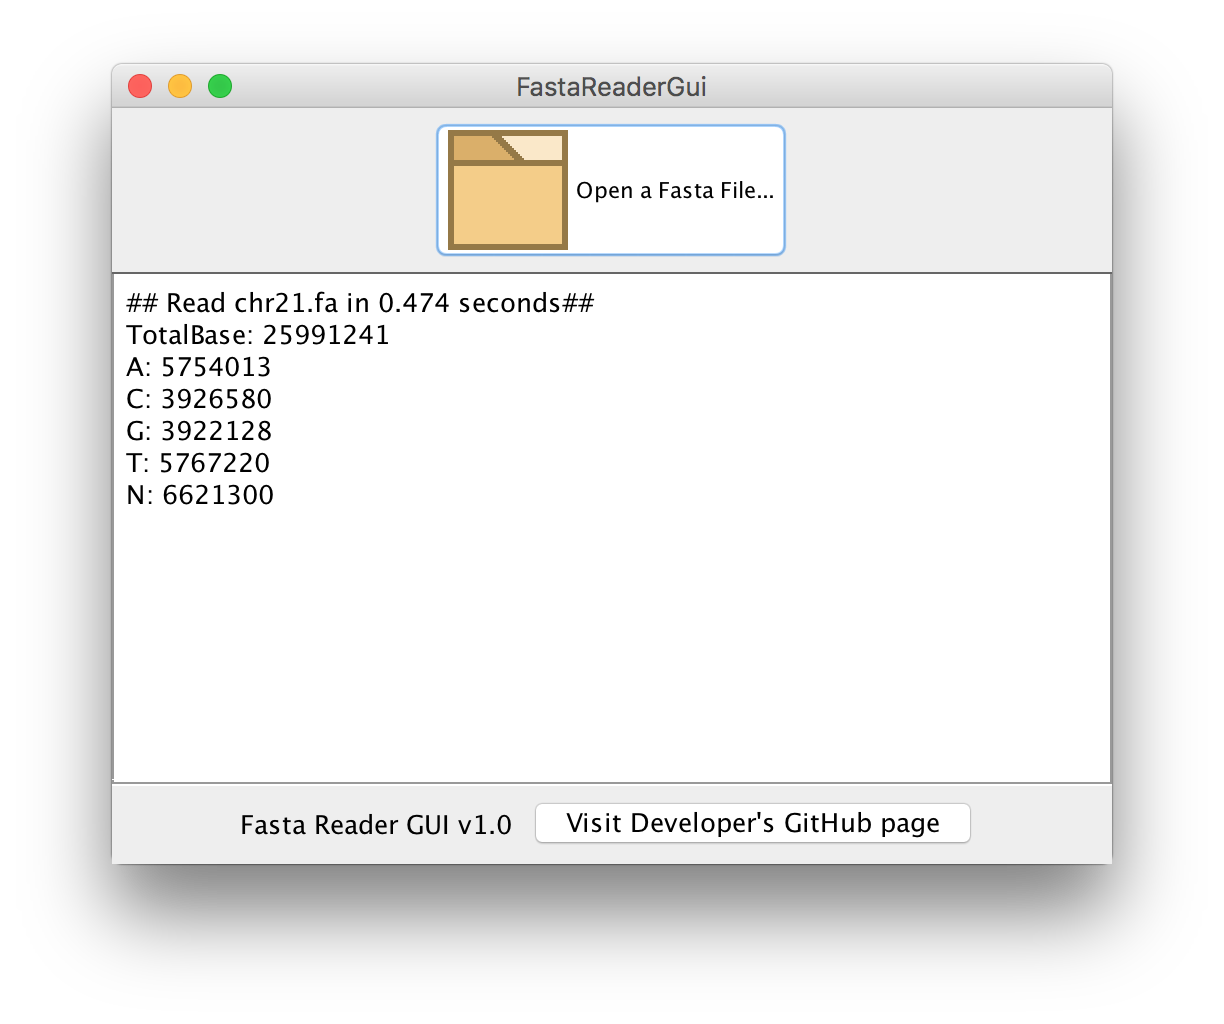 FastaReaderGui
Open a Fasta File...
## Read chr21.fa in 0.474 seconds##
TotalBase: 25991241
A: 5754013
C: 3926580
G: 3922128
T: 5767220
N: 6621300
Fasta Reader GUI v1.0
Visit Developer's GitHub page